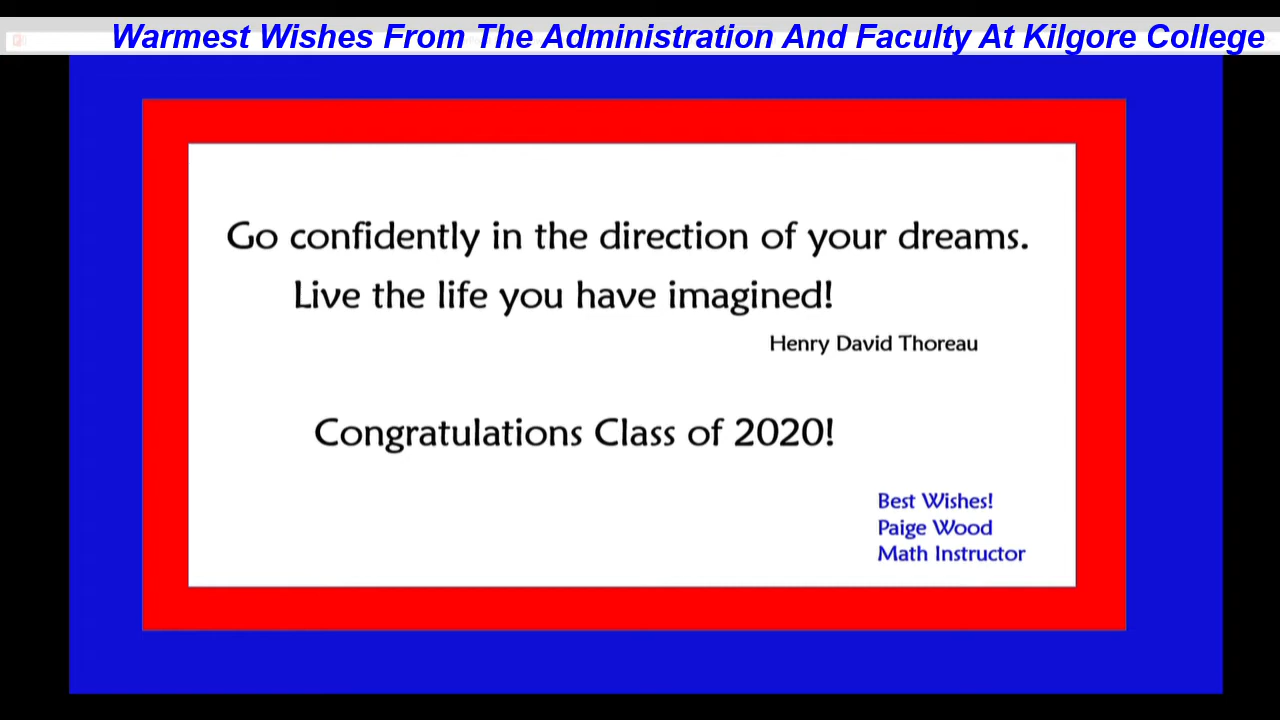 Warmest Wishes From The Administration And Faculty At Kilgore College
Go confidently in the direction of your dreams.
Live the life you have imagined!
Henry David Thoreau
Congratulations Class of 2020!
Best Wishes!
Paige Wood
Math Instructor